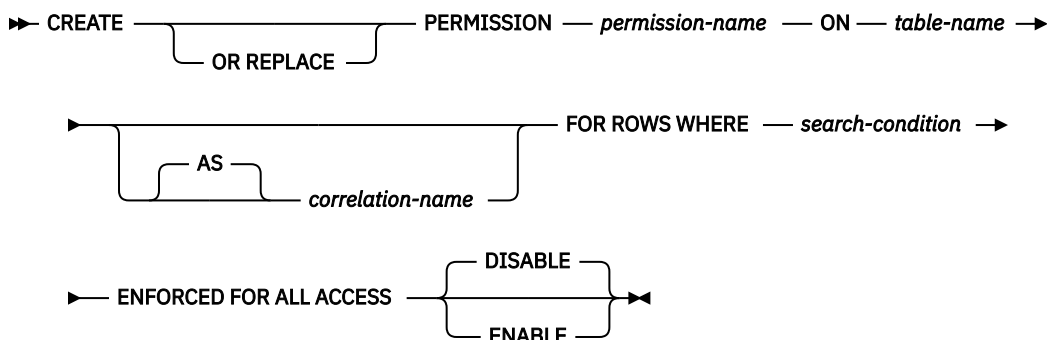 CREATE PERMISSION permission-name ON table-name
OR REPLACE
FOR ROWS WHERE search-condition
AS
correlation-name
DISABLE
ENFORCED FOR ALL ACCESS
ENABLE